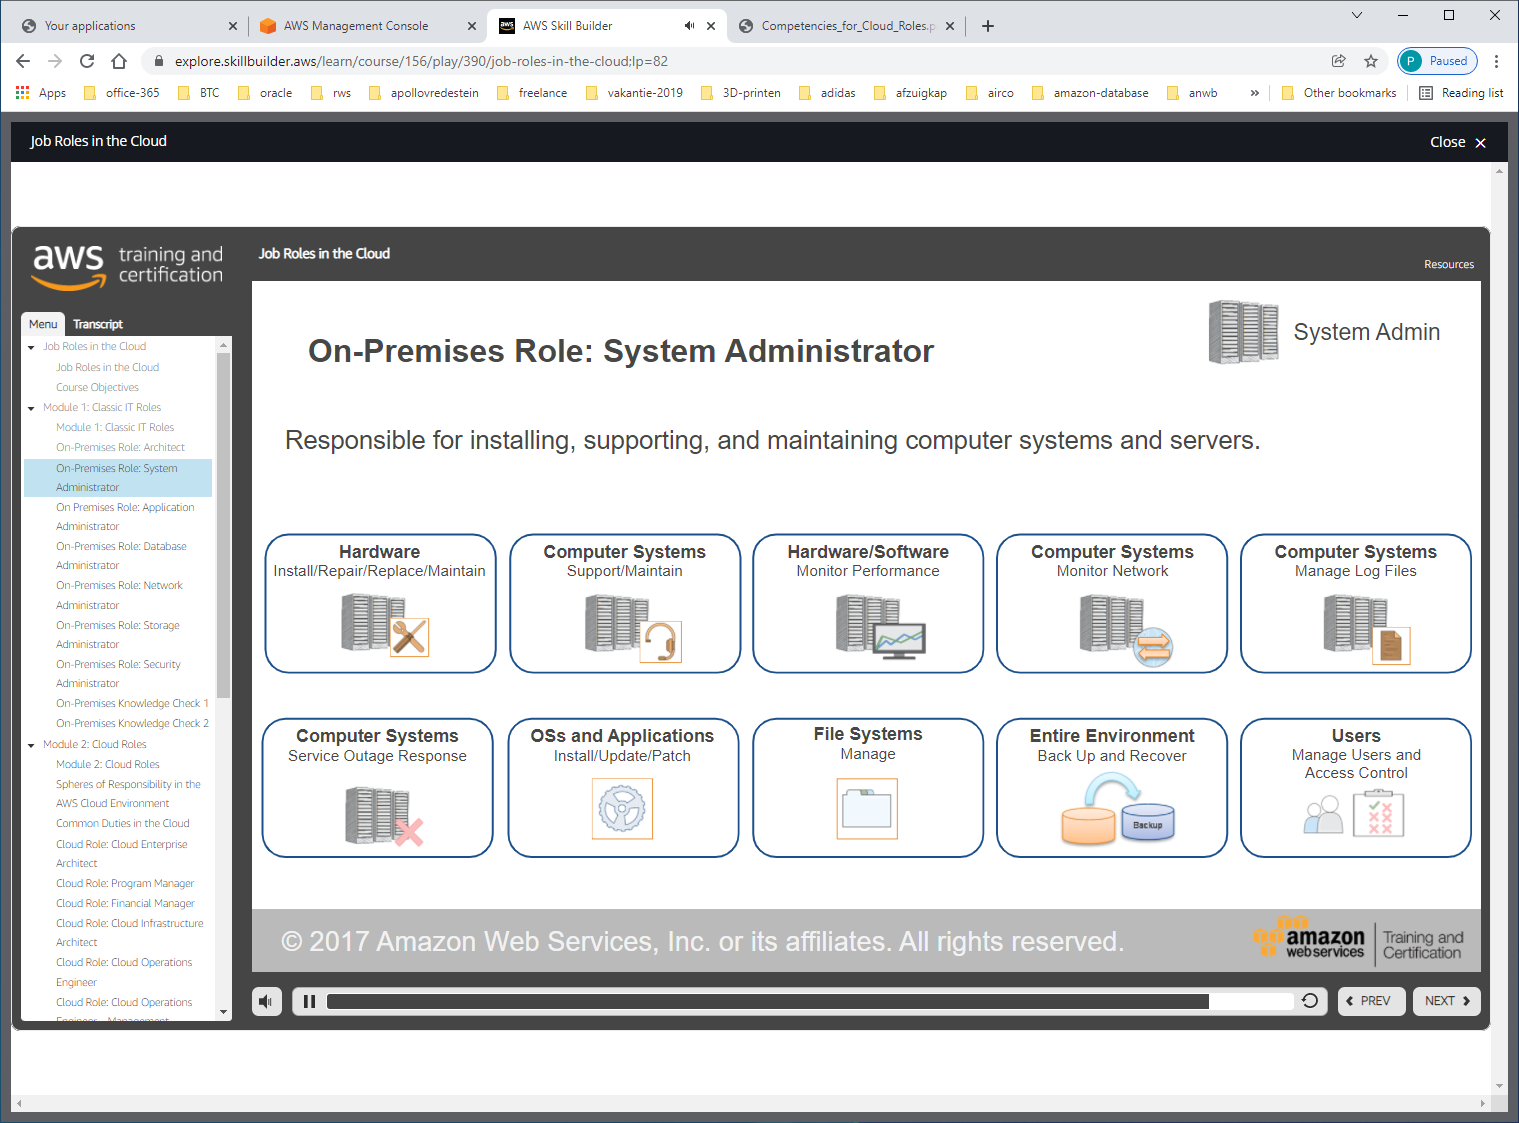 Your applications
AWS Management Console
AWS Skill Builder
Competencies_for_Cloud_Roles.p
explore.skillbuilder.aws/learn/course/156/play/390/job-roles-in-the-cloud;lp=82
P Paused
Apps office-365 BTC oracle rws apollovredestein freelance vakantie-2019 3D-printen adidas afzuigkap airco amazon-database anwb » Other bookmarks Reading list
Job Roles in the Cloud
Close
aws training and certification
Job Roles in the Cloud
Resources
Menu Transcript
Job Roles in the Cloud
Job Roles in the Cloud
Course Objectives
Module 1: Classic IT Roles
Module 1: Classic IT Roles
On-Premises Role: Architect
On-Premises Role: System
Administrator
On Premises Role: Application
Administrator
On-Premises Role: Database
Administrator
On-Premises Role: Network
Administrator
On-Premises Role: Storage
Administrator
On-Premises Role: Security
Administrator
On-Premises Knowledge Check 1
On-Premises Knowledge Check 2
Module 2: Cloud Roles
Module 2: Cloud Roles
Spheres of Responsibility in the
AWS Cloud Environment
Common Duties in the Cloud
Cloud Role: Cloud Enterprise
Architect
Cloud Role: Program Manager
Cloud Role: Financial Manager
Cloud Role: Cloud Infrastructure
Architect
Cloud Role: Cloud Operations
Engineer
Cloud Role: Cloud Operations
Engineer - Management
On-Premises Role: System Administrator
System Admin
Responsible for installing, supporting, and maintaining computer systems and servers.
Hardware
Install/Repair/Replace/Maintain
Computer Systems
Support/Maintain
Hardware/Software
Monitor Performance
Computer Systems
Monitor Network
Computer Systems
Manage Log Files
Computer Systems
Service Outage Response
OSs and Applications
Install/Update/Patch
File Systems
Manage
Entire Environment
Back Up and Recover
Backup
Users
Manage Users and
Access Control
© 2017 Amazon Web Services, Inc. or its affiliates. All rights reserved.
amazon
webservices
Training and
Certification
PREV
NEXT